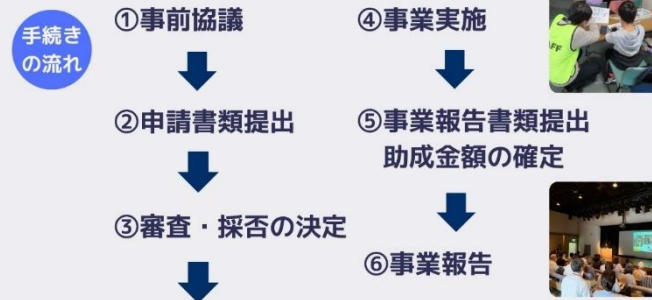 手続き
の流れ
①事前協議
②申請書類提出
③審査・採否の決定
④事業実施
⑤事業報告書類提出
助成金額の確定
⑥事業報告